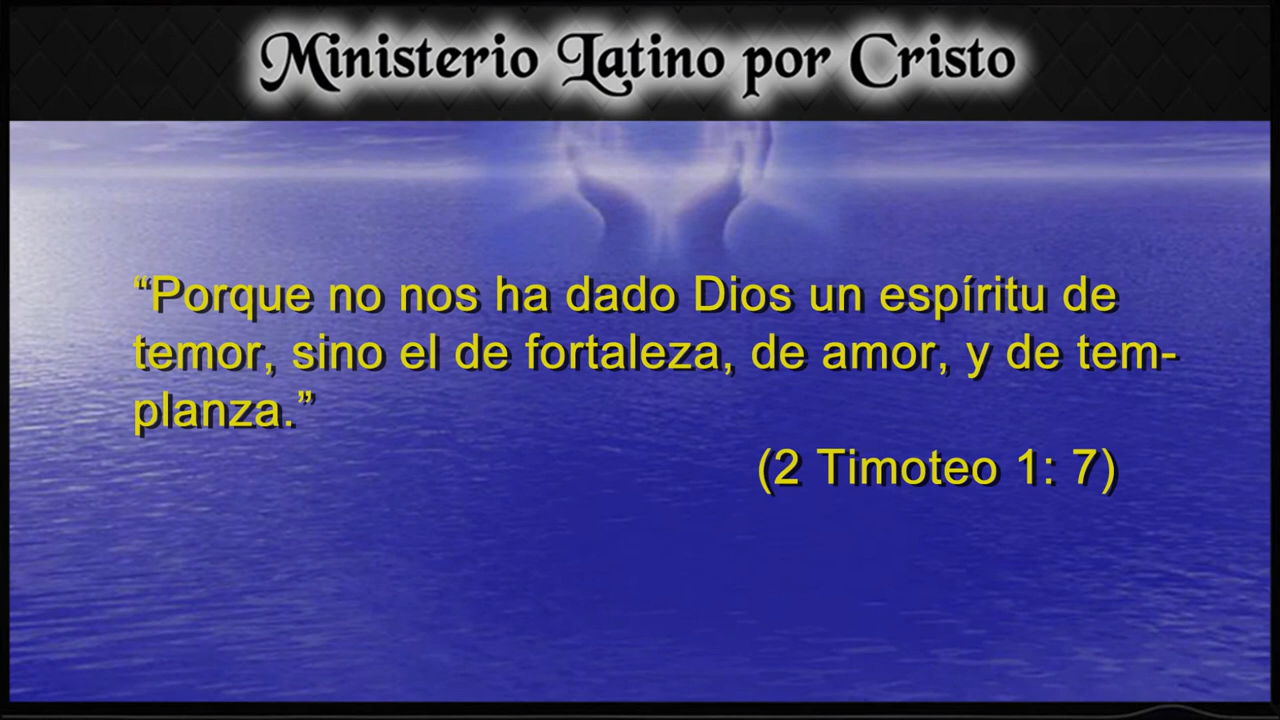 Ministerio Latino por Cristo
“Porque no nos ha dado Dios un espíritu de
temor, sino el de fortaleza, de amor, y de tem-
planza.”
(2 Timoteo 1: 7)